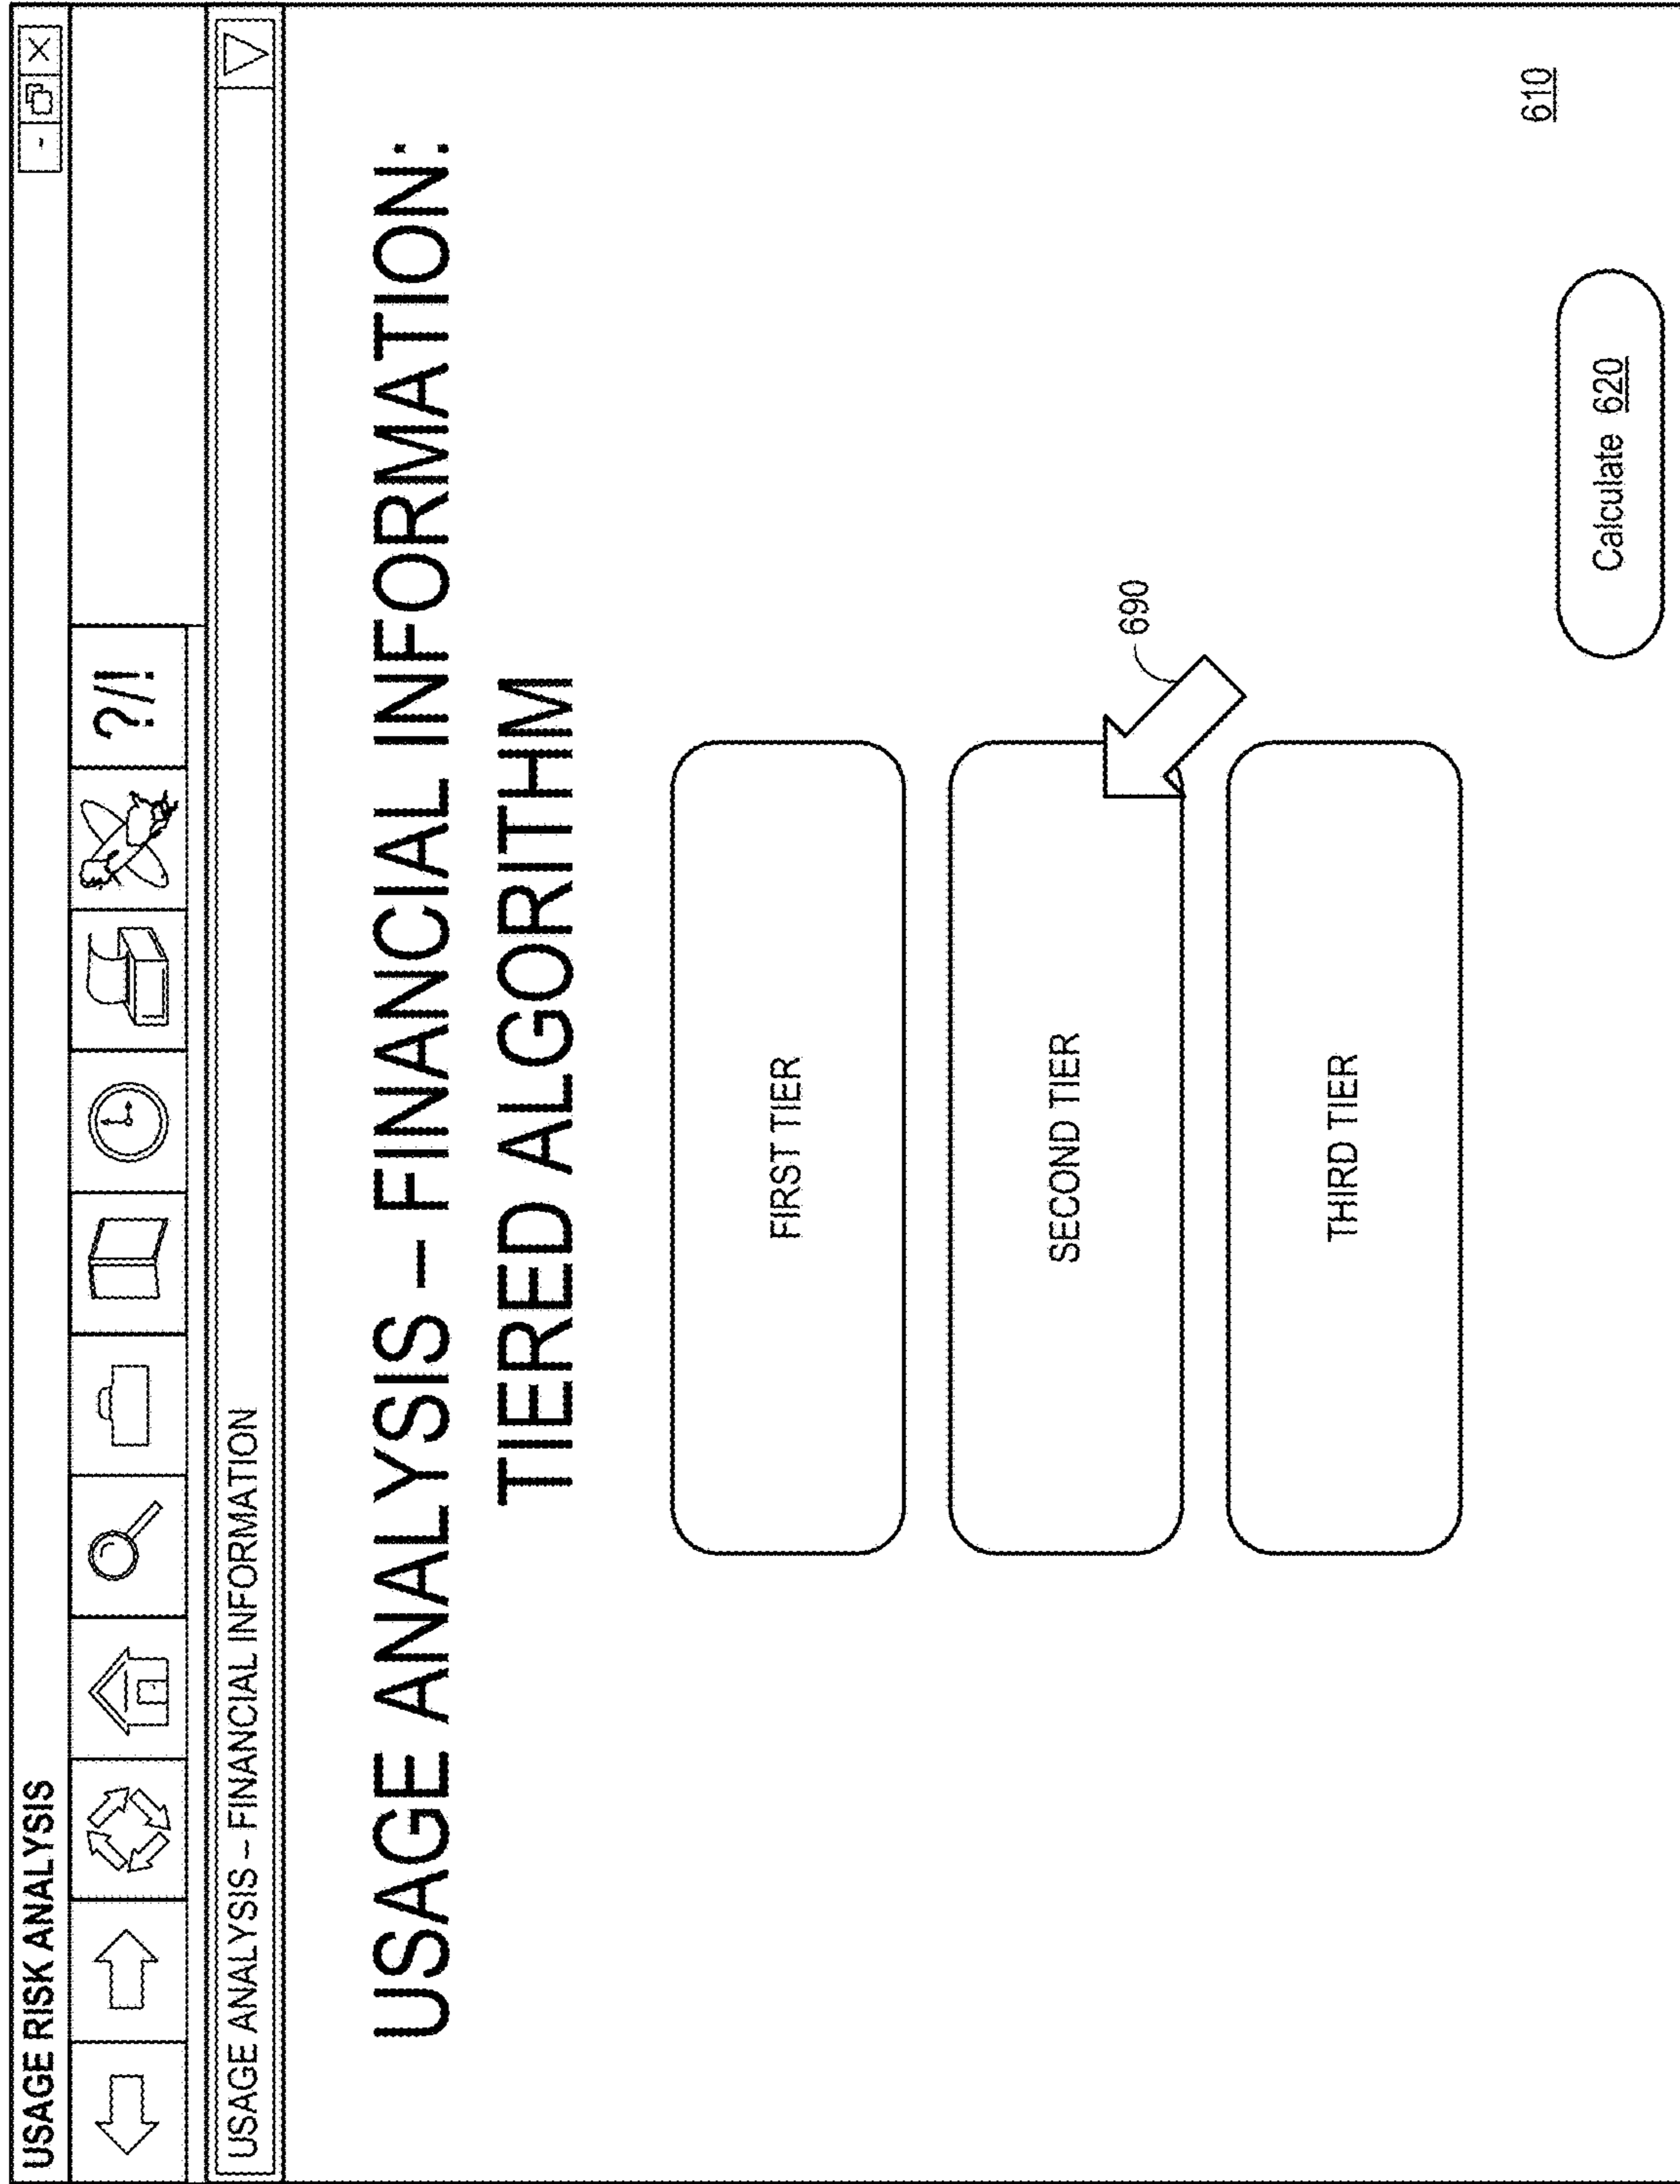 USAGE RISK ANALYSIS
?/!
USAGE ANALYSIS – FINANCIAL INFORMATION
USAGE ANALYSIS – FINANCIAL INFORMATION:
TIERED ALGORITHM
FIRST TIER
SECOND TIER
690
THIRD TIER
610
Calculate 620